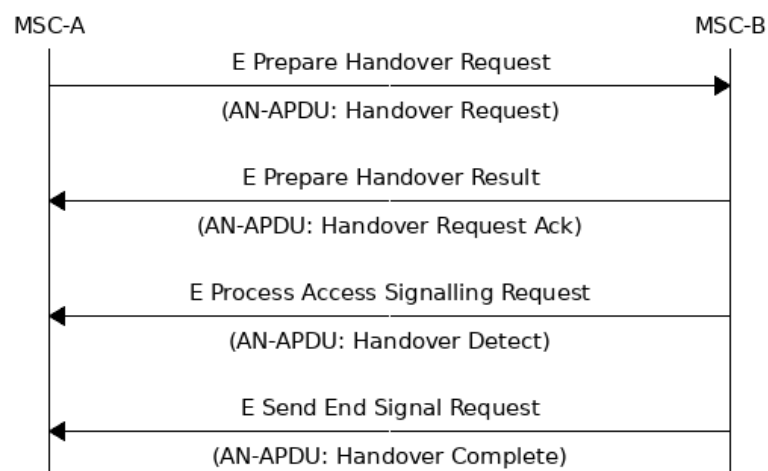 MSC-A MSC-B
E Prepare Handover Request
(AN-APDU: Handover Request)
E Prepare Handover Result
(AN-APDU: Handover Request Ack)
E Process Access Signalling Request
(AN-APDU: Handover Detect)
E Send End Signal Request
(AN-APDU: Handover Complete)